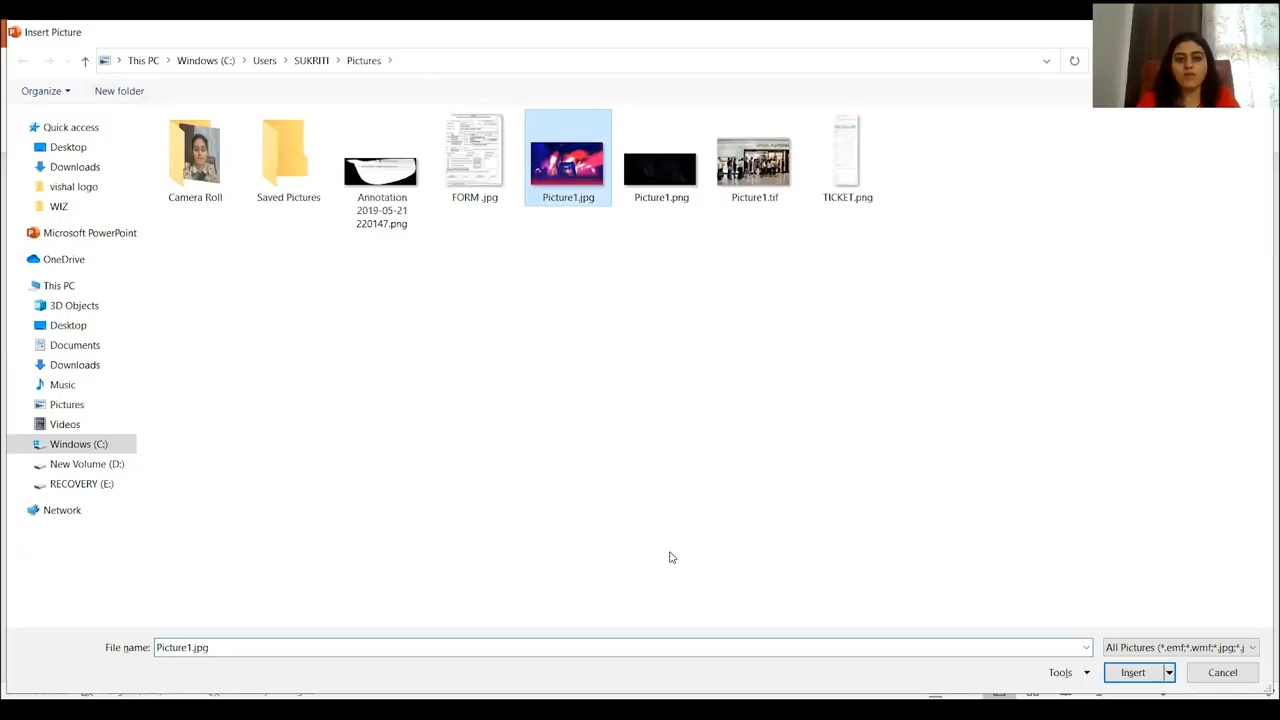 Insert Picture
This PC
Windows (C:)
Users
SUKRITI
Pictures
Organize
New folder
Quick access
Desktop
Downloads
vishal logo
WIZ
Microsoft PowerPoint
OneDrive
This PC
3D Objects
Desktop
Documents
Downloads
Music
Pictures
Videos
Windows (C:)
New Volume (D:)
RECOVERY (E:)
Network
Camera Roll
Saved Pictures
Annotation
2019-05-21
220147.png
FORM .jpg
Picture1.jpg
Picture1.png
Picture1.tif
TICKET.png
File name: Picture1.jpg
All Pictures (*.emf;*.wmf;*.jpg;*.j
Tools
Insert
Cancel